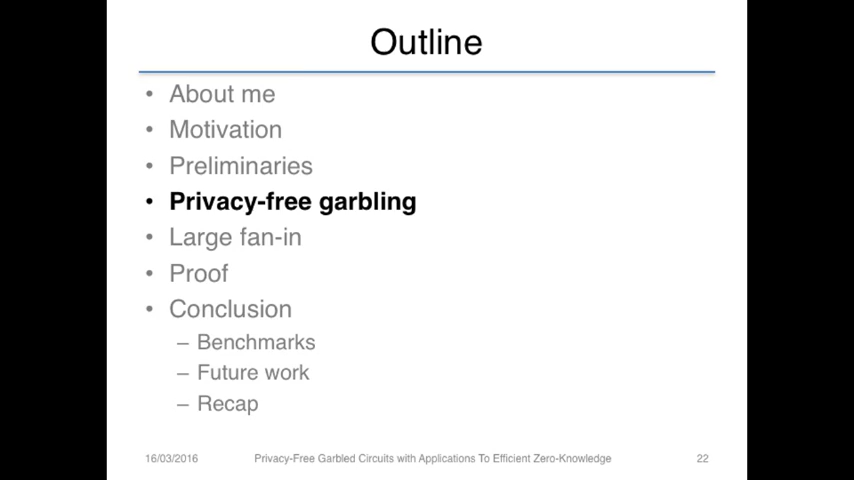 Outline
• About me
• Motivation
• Preliminaries
• Privacy-free garbling
• Large fan-in
• Proof
• Conclusion
– Benchmarks
– Future work
– Recap
16/03/2016 Privacy-Free Garbled Circuits with Applications To Efficient Zero-Knowledge 22